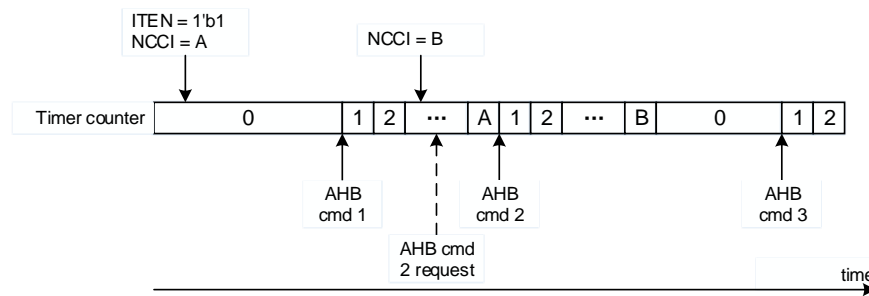 ITEN = 1'b1
NCCI = A
NCCI = B
Timer counter 0 1 2 ... A 1 2 ... B 0 1 2
AHB
cmd 1
AHB
cmd 2
AHB
cmd 3
AHB cmd
2 request
time